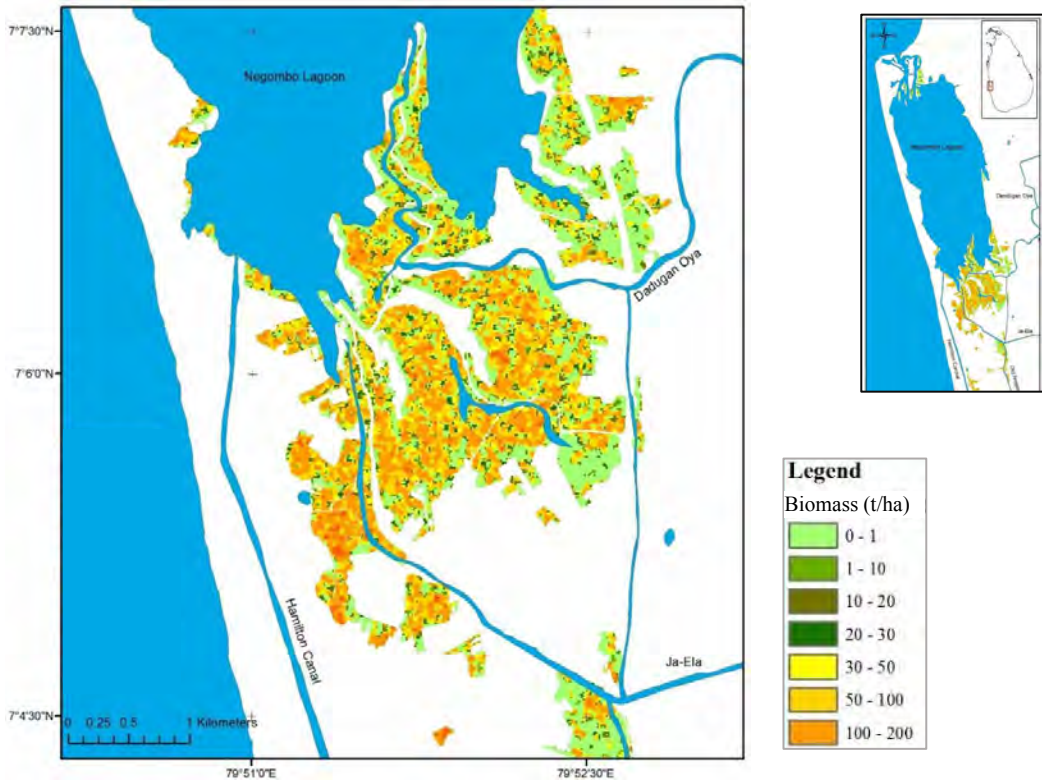 7°7'30"N
Negombo Lagoon
Dadugan Oya
7°6'0"N
Hamilton Canal
Ja-Ela
7°4'30"N
0 0.25 0.5 1 Kilometers
79°51'0"E
79°52'30"E
Negombo Lagoon
Dadugan Oya
Ja-Ela
Hamilton Canal
Legend
Biomass (t/ha)
0 - 1
1 - 10
10 - 20
20 - 30
30 - 50
50 - 100
100 - 200